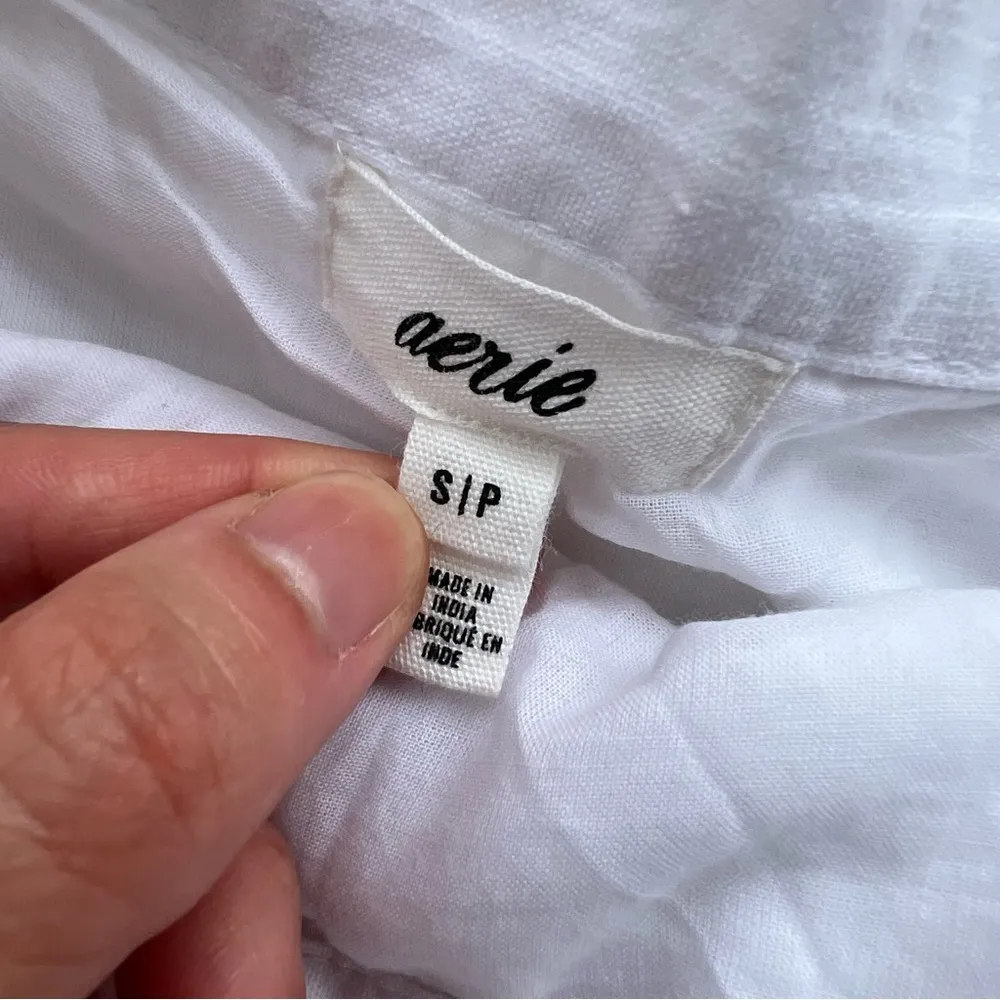 aerie
S|P
MADE IN
INDIA
BRIQUÉ EN
INDE